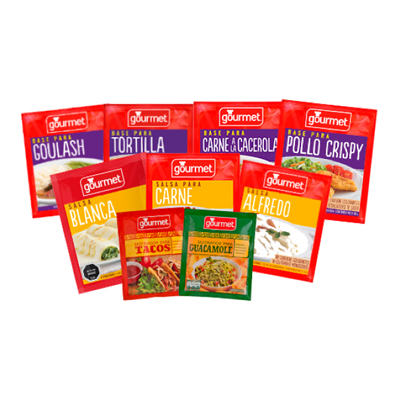 gourmet
BASE PARA
GOULASH
gourmet
BASE PARA
TORTILLA
gourmet
BASE PARA
CARNE A LA CACEROLA
gourmet
BASE PARA
POLLO CRISPY
gourmet
SALSA
BLANCA
gourmet
SALSA PARA
CARNE
gourmet
SALSA
ALFREDO
gourmet
TACOS
gourmet
GUACAMOLE